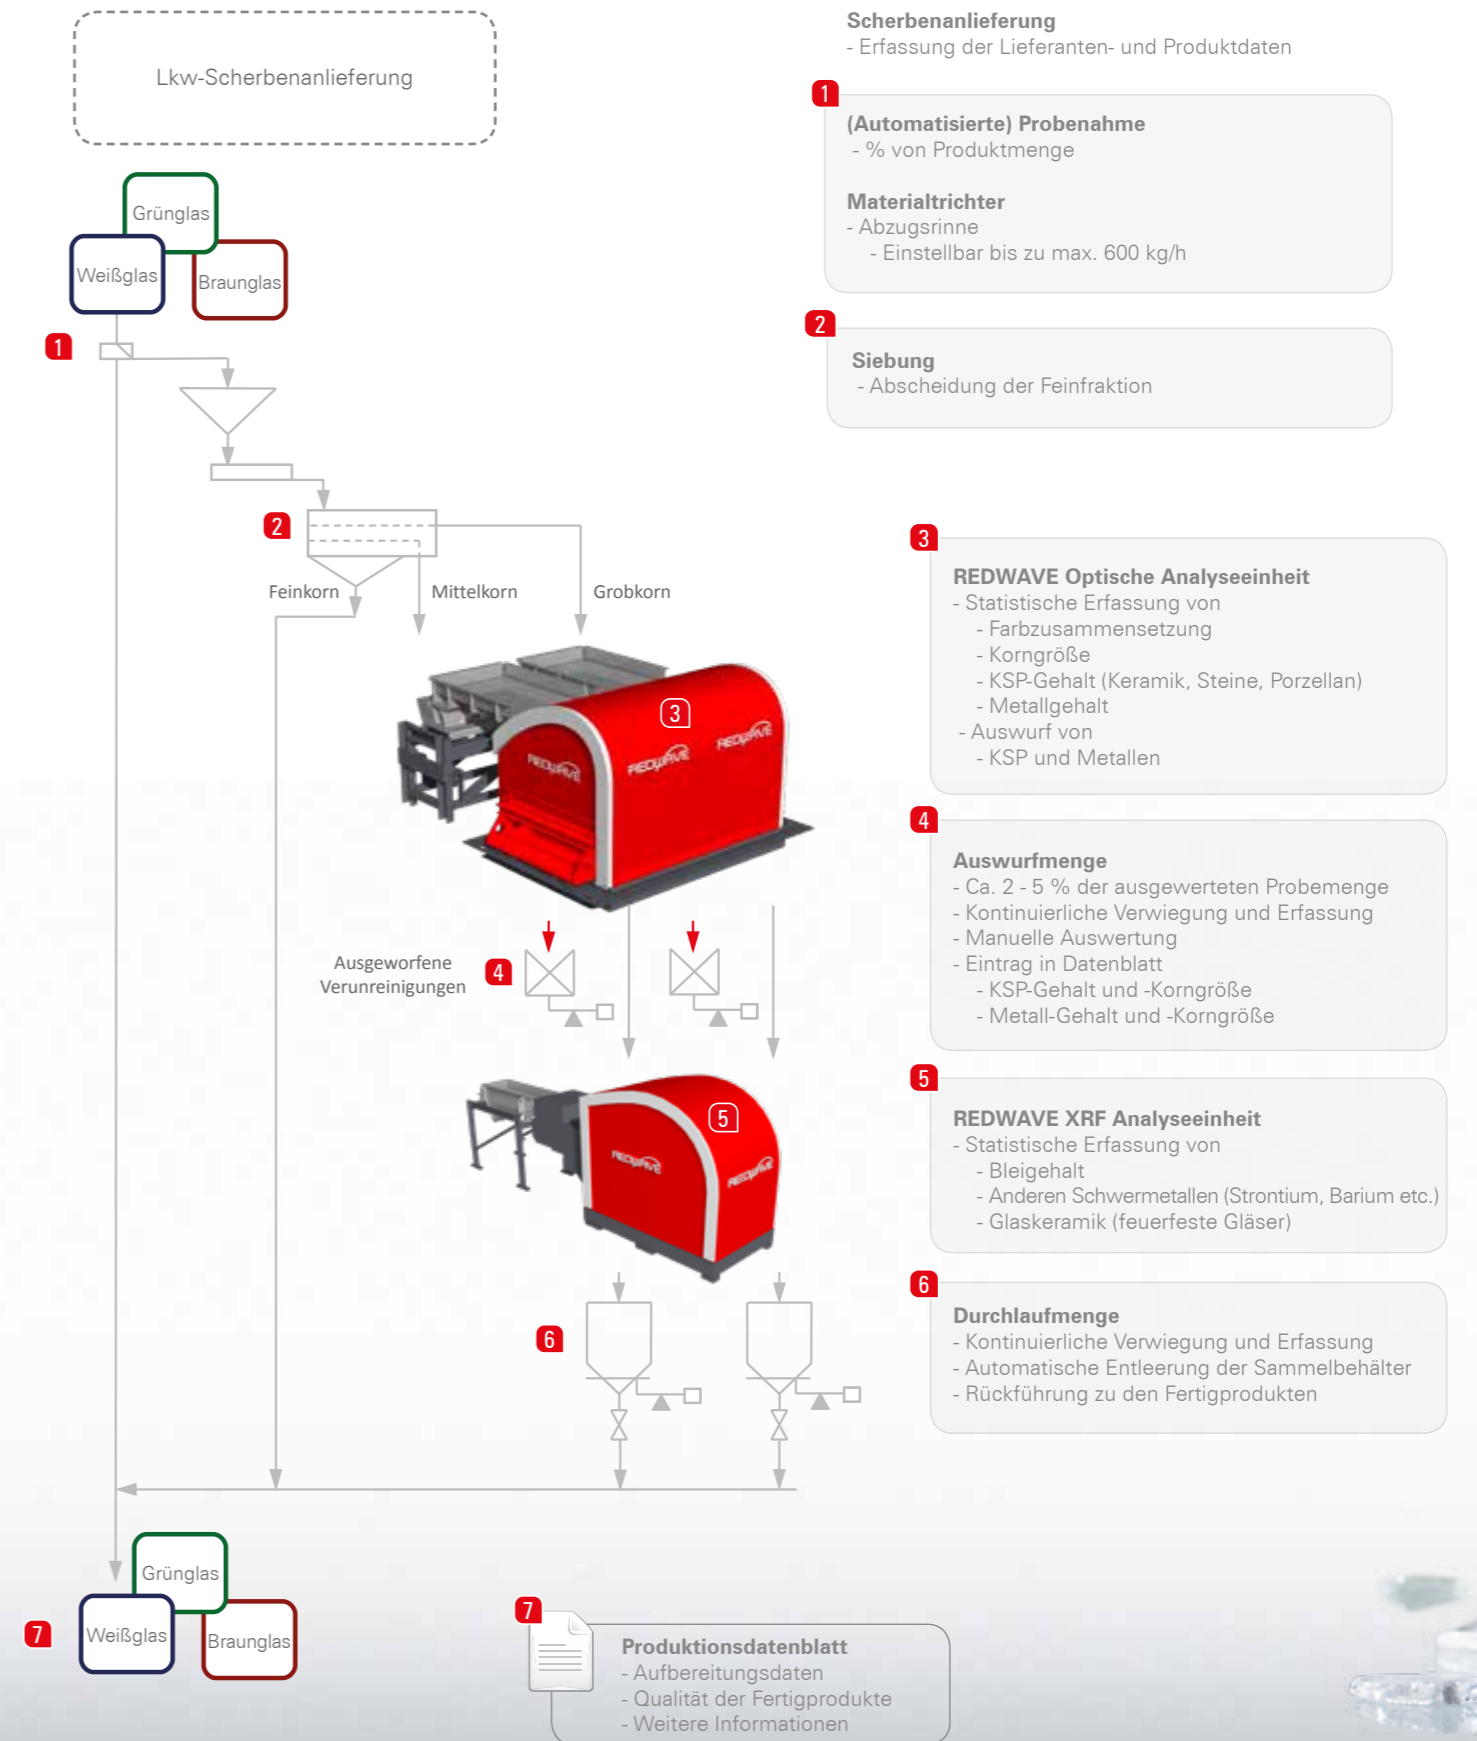 Lkw-Scherbenanlieferung
Grünglas
Weißglas
Braunglas
1
2
Feinkorn
Mittelkorn
Grobkorn
3
REDWAVE
REDWAVE
REDWAVE
Ausgeworfene
Verunreinigungen
4
5
REDWAVE
REDWAVE
6
Grünglas
Weißglas
Braunglas
7
Scherbenanlieferung
- Erfassung der Lieferanten- und Produktdaten
1
(Automatisierte) Probenahme
- % von Produktmenge
Materialtrichter
- Abzugsrinne
- Einstellbar bis zu max. 600 kg/h
2
Siebung
- Abscheidung der Feinfraktion
3
REDWAVE Optische Analyseeinheit
- Statistische Erfassung von
- Farbzusammensetzung
- Korngröße
- KSP-Gehalt (Keramik, Steine, Porzellan)
- Metallgehalt
- Auswurf von
- KSP und Metallen
4
Auswurfmenge
- Ca. 2 - 5 % der ausgewerteten Probemenge
- Kontinuierliche Verwiegung und Erfassung
- Manuelle Auswertung
- Eintrag in Datenblatt
- KSP-Gehalt und -Korngröße
- Metall-Gehalt und -Korngröße
5
REDWAVE XRF Analyseeinheit
- Statistische Erfassung von
- Bleigehalt
- Anderen Schwermetallen (Strontium, Barium etc.)
- Glaskeramik (feuerfeste Gläser)
6
Durchlaufmenge
- Kontinuierliche Verwiegung und Erfassung
- Automatische Entleerung der Sammelbehälter
- Rückführung zu den Fertigprodukten
7
Produktionsdatenblatt
- Aufbereitungsdaten
- Qualität der Fertigprodukte
- Weitere Informationen